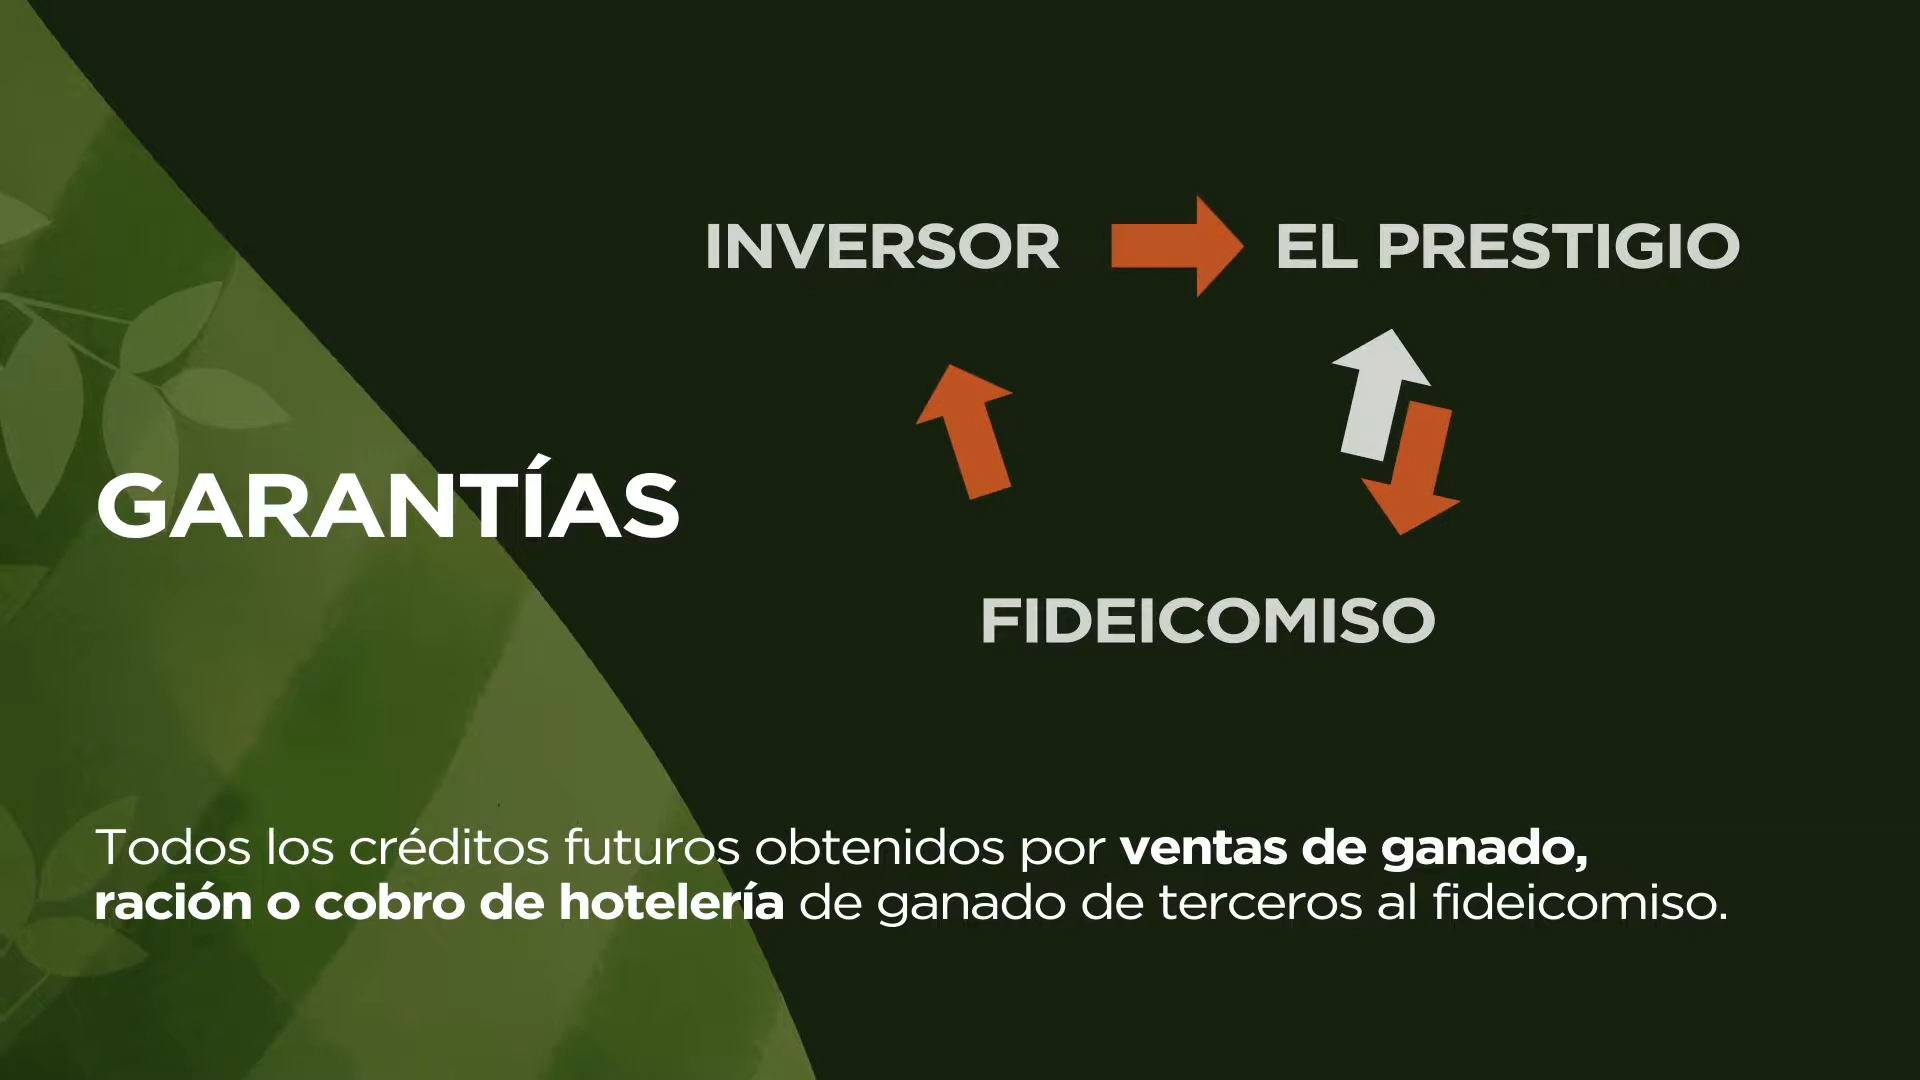 INVERSOR EL PRESTIGIO
GARANTÍAS
FIDEICOMISO
Todos los créditos futuros obtenidos por ventas de ganado,
ración o cobro de hotelería de ganado de terceros al fideicomiso.